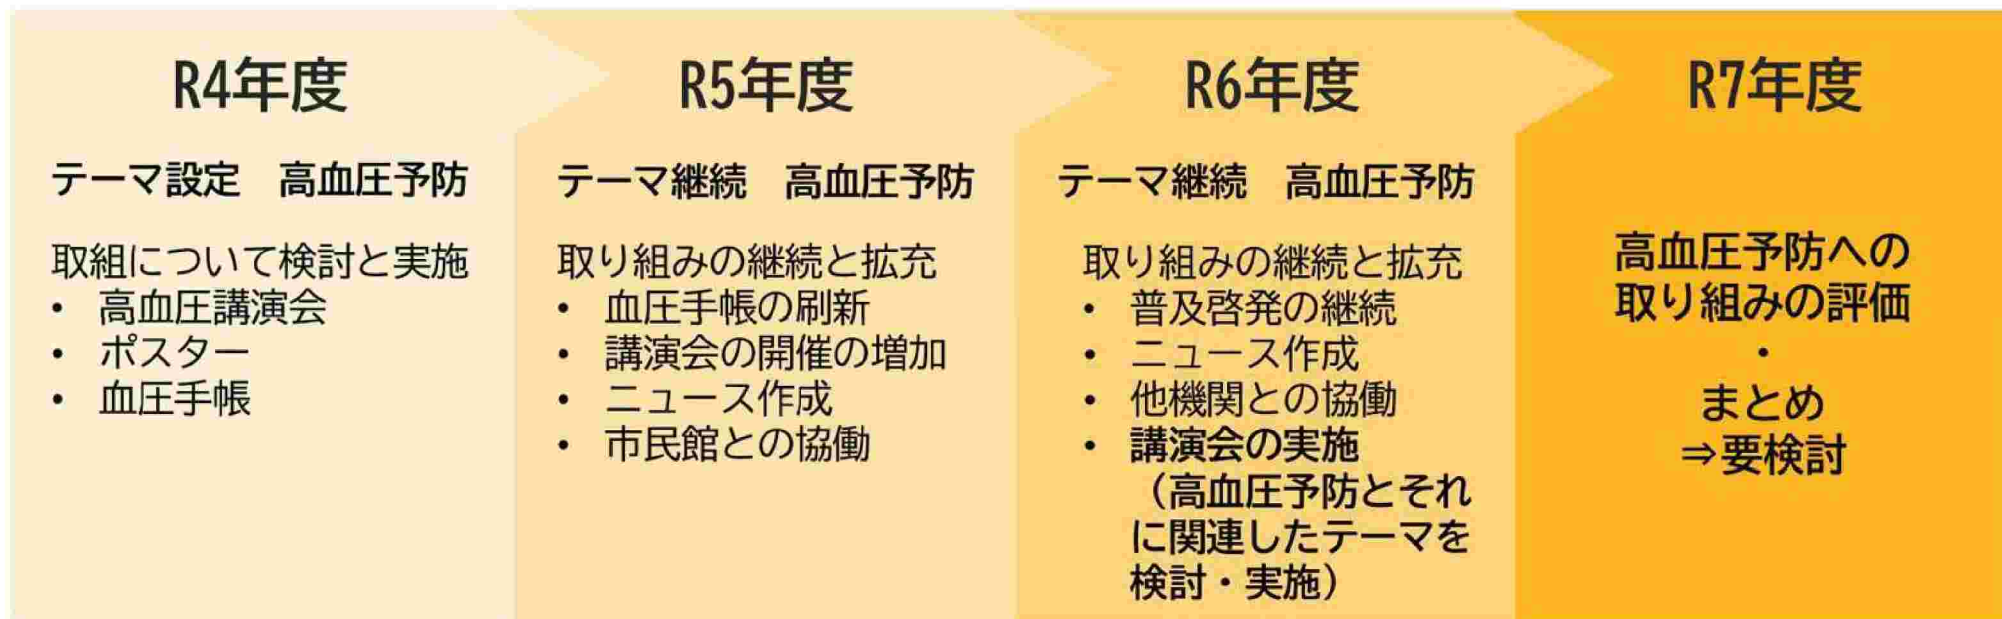 R4年度
テーマ設定　高血圧予防
取組について検討と実施
• 高血圧講演会
• ポスター
• 血圧手帳
R5年度
テーマ継続　高血圧予防
取り組みの継続と拡充
• 血圧手帳の刷新
• 講演会の開催の増加
• ニュース作成
• 市民館との協働
R6年度
テーマ継続　高血圧予防
取り組みの継続と拡充
• 普及啓発の継続
• ニュース作成
• 他機関との協働
• 講演会の実施
（高血圧予防とそれ
に関連したテーマを
検討・実施）
R7年度
高血圧予防への
取り組みの評価
・
まとめ
⇒要検討